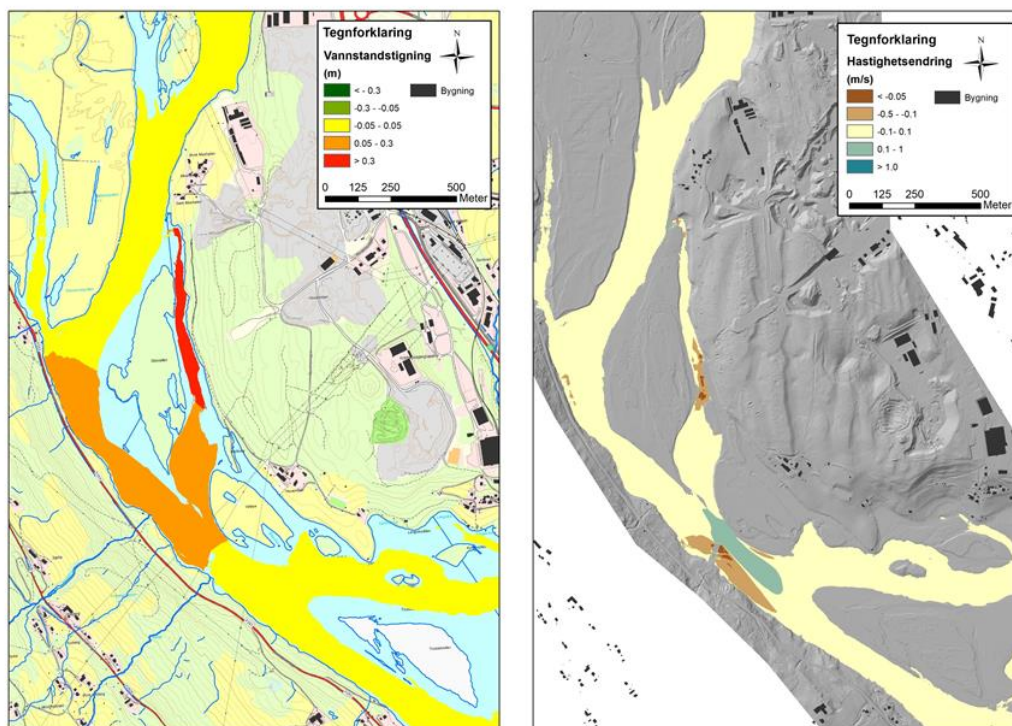 Tegnforklaring
Vannstandstigning
(m)
N
< - 0.3
-0.3 - -0.05
-0.05 - 0.05
0.05 - 0.3
> 0.3
Bygning
0 125 250 500
Meter
Tegnforklaring
Hastighetsendring
(m/s)
N
< -0.05
-0.5 - -0.1
-0.1- 0.1
0.1 - 1
> 1.0
Bygning
0 125 250 500
Meter